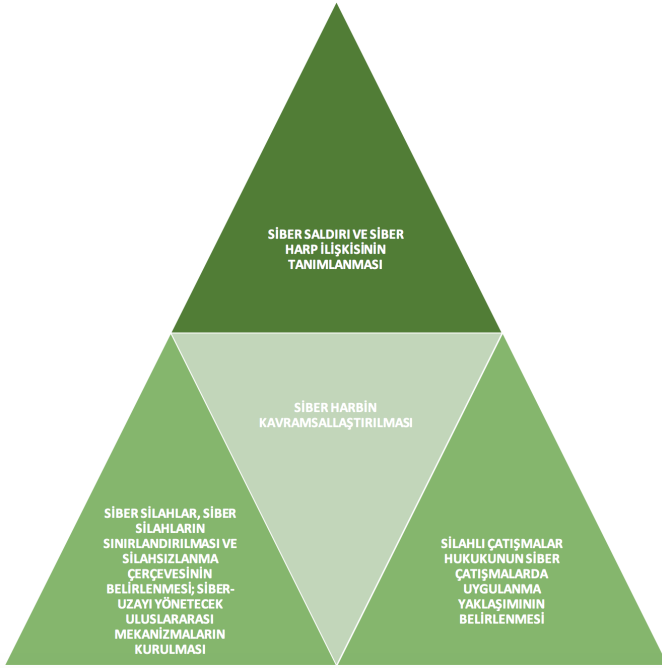 SİBER SALDIRI VE SİBER
HARP İLİŞKİSİNİN
TANIMLANMASI
SİBER HARBİN
KAVRAMSALLAŞTIRILMASI
SİBER SİLAHLAR, SİBER
SİLAHLARIN
SINIRLANDIRILMASI VE
SİLAHSIZLANMA
ÇERÇEVESİNİN
BELİRLENMESİ; SİBER-
UZAYI YÖNETECEK
ULUSLARARASI
MEKANİZMALARIN
KURULMASI
SİLAHLI ÇATIŞMALAR
HUKUKUNUN SİBER
ÇATIŞMALARDA
UYGULANMA
YAKLAŞIMININ
BELİRLENMESİ